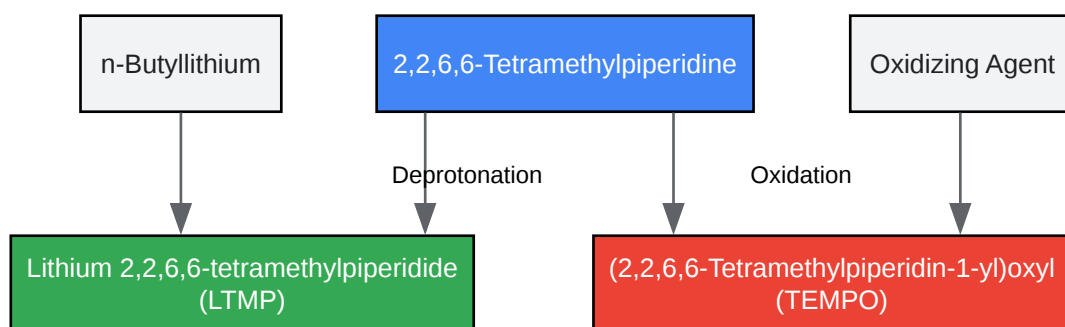 n-Butyllithium
2,2,6,6-Tetramethylpiperidine
Oxidizing Agent
Deprotonation
Oxidation
Lithium 2,2,6,6-tetramethylpiperidide
(LTMP)
(2,2,6,6-Tetramethylpiperidin-1-yl)oxyl
(TEMPO)